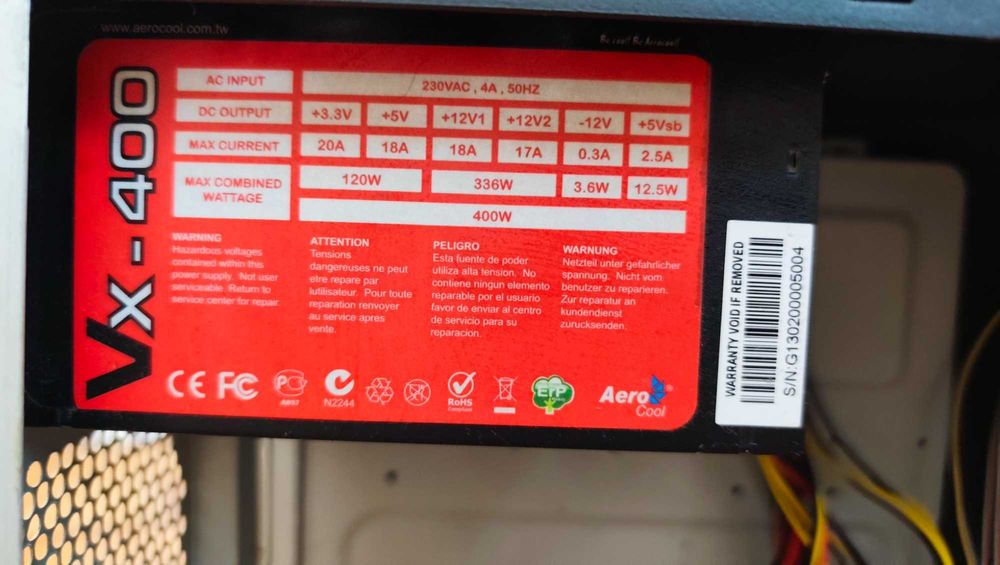 www.aerocool.com.tw
Be cool! Be Aerocool!
Vx-400
AC INPUT 230VAC , 4A , 50HZ
DC OUTPUT +3.3V +5V +12V1 +12V2 -12V +5Vsb
MAX CURRENT 20A 18A 18A 17A 0.3A 2.5A
MAX COMBINED WATTAGE 120W 336W 3.6W 12.5W
400W
WARNING
Hazardous voltages
contained within this
power supply. Not user
serviceable. Return to
service center for repair.
ATTENTION
Tensions
dangereuses ne peut
etre repare par
lutilisateur. Pour toute
reparation renvoyer
au service apres
vente.
PELIGRO
Esta fuente de poder
utiliza alta tension. No
contiene ningun elemento
reparable por el usuario
favor de enviar al centro
de servicio para su
reparacion.
WARNUNG
Netzteil unter gefahrlicher
spannung. Nicht vom
benutzer zu reparieren.
Zur reparatur an
kundendienst
zurucksenden.
CE FC
N2244
RoHS
Compliant
ErP
Aero
Cool
WARRANTY VOID IF REMOVED
S/N:G130200005004